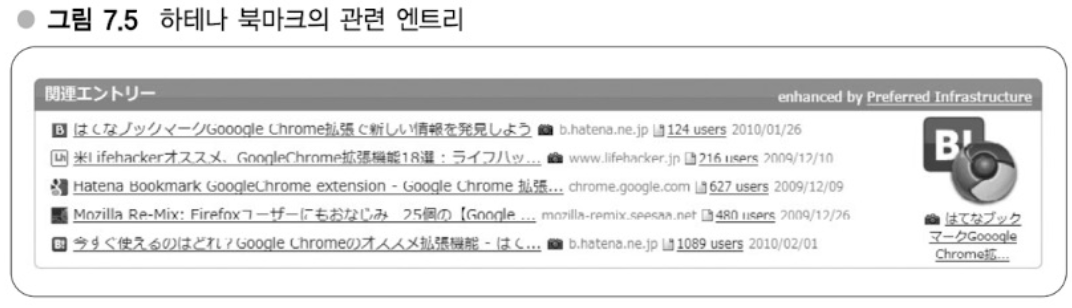 그림 7.5 하테나 북마크의 관련 엔트리
関連エントリー
enhanced by Preferred Infrastructure
はてなブックマークGooogle Chrome拡張で新しい情報を発見しよう b.hatena.ne.jp 124 users 2010/01/26
米Lifehackerオススメ、GoogleChrome拡張機能18選：ライフハッ... www.lifehacker.jp 216 users 2009/12/10
Hatena Bookmark GoogleChrome extension - Google Chrome 拡張... chrome.google.com 627 users 2009/12/09
Mozilla Re-Mix: Firefoxユーザーにもおなじみ 25個の【Google ... mozilla-remix.seesaa.net 480 users 2009/12/26
今すぐ使えるのはどれ？Google Chromeのオススメ拡張機能 - はて... b.hatena.ne.jp 1089 users 2010/02/01
B!
はてなブック
マークGooogle
Chrome拡...